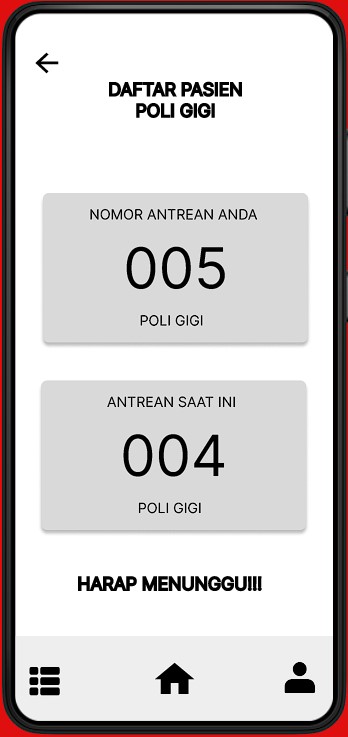 DAFTAR PASIEN
POLI GIGI
NOMOR ANTREAN ANDA
005
POLI GIGI
ANTREAN SAAT INI
004
POLI GIGI
HARAP MENUNGGU!!!